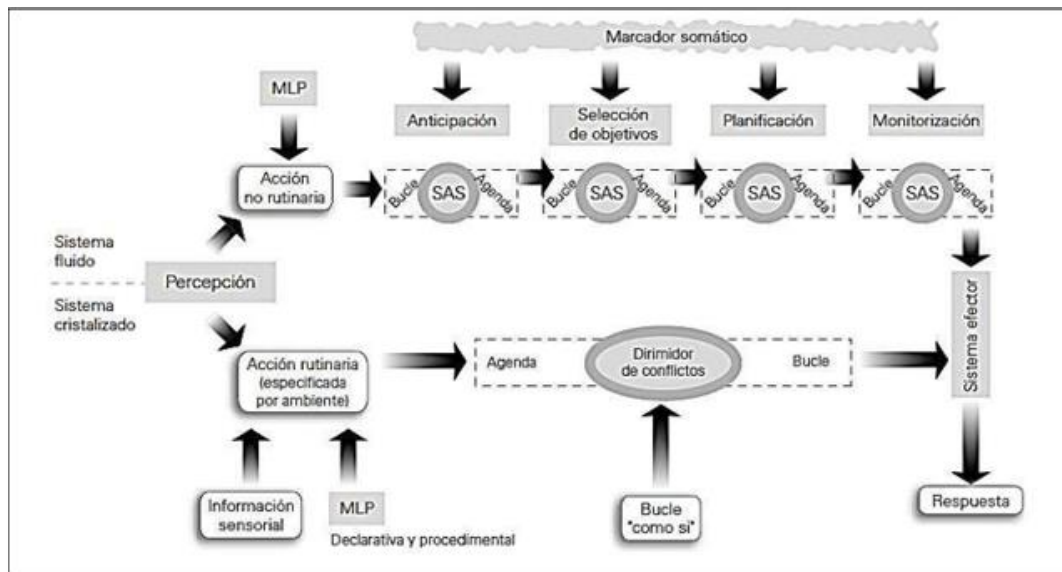 Marcador somático
MLP
Anticipación
Selección
de objetivos
Planificación
Monitorización
Acción
no rutinaria
Bucle
SAS
Agenda
Bucle
SAS
Agenda
Bucle
SAS
Agenda
Bucle
SAS
Agenda
Sistema
fluido
Percepción
Sistema
cristalizado
Acción rutinaria
(especificada
por ambiente)
Agenda
Dirimidor
de conflictos
Bucle
Sistema efector
Información
sensorial
MLP
Declarativa y procedimental
Bucle
"como si"
Respuesta